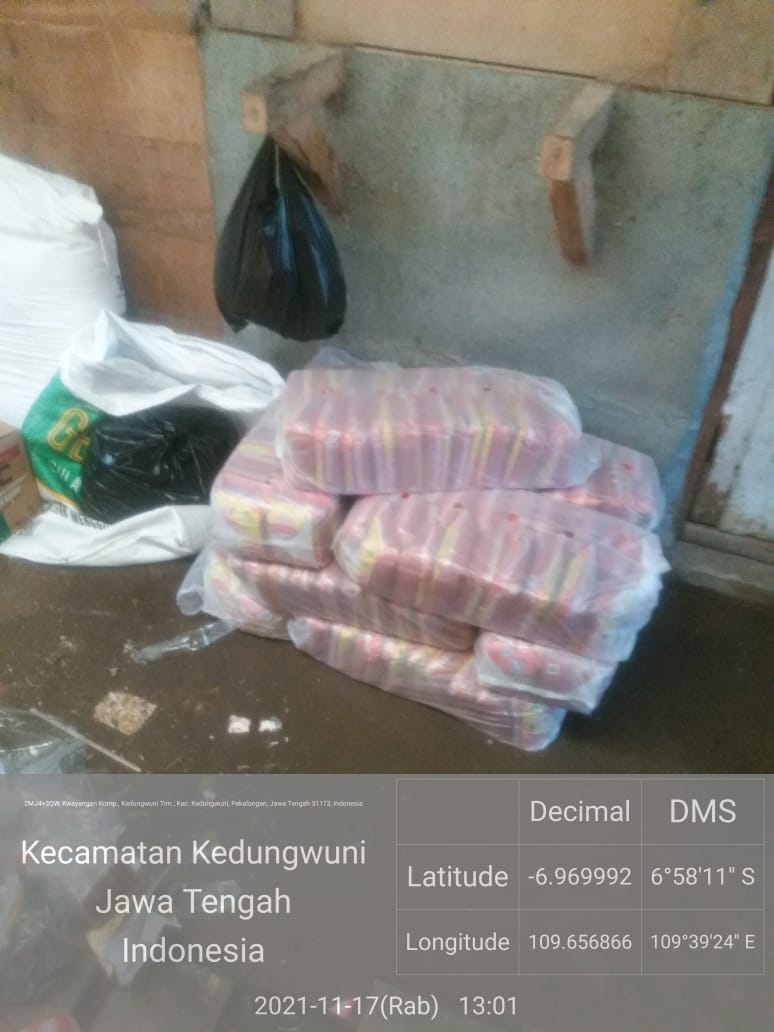 2MJ4+3QW, Kwayangan Komp., Kedungwuni Tim., Kec. Kedungwuni, Pekalongan, Jawa Tengah 51173, Indonesia
Kecamatan Kedungwuni
Jawa Tengah
Indonesia
Decimal DMS
Latitude -6.969992 6°58'11" S
Longitude 109.656866 109°39'24" E
2021-11-17(Rab) 13:01